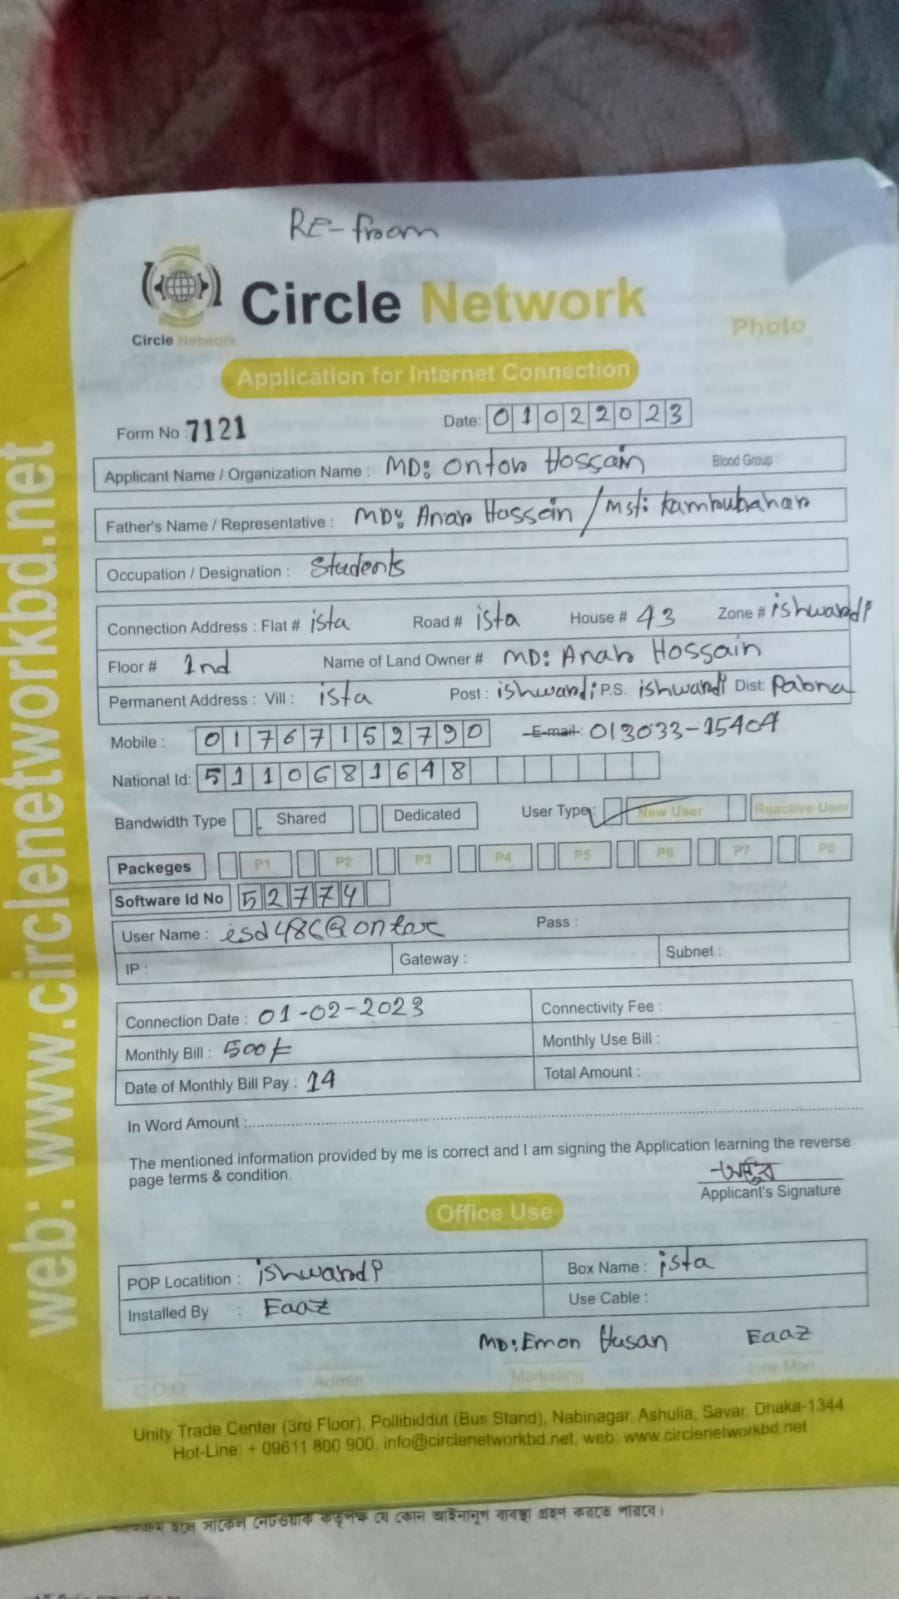 RE-from
Circle Network
Circle Network
Photo
Application for Internet Connection
Form No : 7121 Date: 01022023
Applicant Name / Organization Name : MD: Onton Hossain Blood Group
Father's Name / Representative : MD: Anar Hossein / Mst: Kamrubahar
Occupation / Designation : Students
Connection Address : Flat # ista Road # ista House # 43 Zone # ishwardi
Floor # 1nd Name of Land Owner # MD: Anar Hossain
Permanent Address : Vill : ista Post : ishwardi P.S. ishwardi Dist: Pabna
Mobile : 01767152790 E-mail: 013033-15404
National Id: 5110681648
Bandwidth Type Shared Dedicated User Type: New User Reactive User
Packeges P1 P2 P3 P4 P5 P6 P7 P8
Software Id No 52774
User Name : Pass :
IP : Gateway : Subnet :
Connection Date : 01-02-2023 Connectivity Fee :
Monthly Bill : 500/- Monthly Use Bill :
Date of Monthly Bill Pay : 14 Total Amount :
In Word Amount :
The mentioned information provided by me is correct and I am signing the Application learning the reverse
page terms & condition.
Applicant's Signature
Office Use
POP Locatition : ishwardi Box Name : ista
Installed By : Eaaz Use Cable :
MD: Emon Hasan Eaaz
C.O.O Admin Marketing Line Man
Unity Trade Center (3rd Floor), Pollibiddut (Bus Stand), Nabinagar, Ashulia, Savar, Dhaka-1344
Hot-Line: + 09611 800 900, info@circlenetworkbd.net, web: www.circlenetworkbd.net
web: www.circlenetworkbd.net
হলে সার্কেল নেটওয়ার্ক কর্তৃপক্ষ যে কোন আইনানুগ ব্যবস্থা গ্রহণ করতে পারবে।